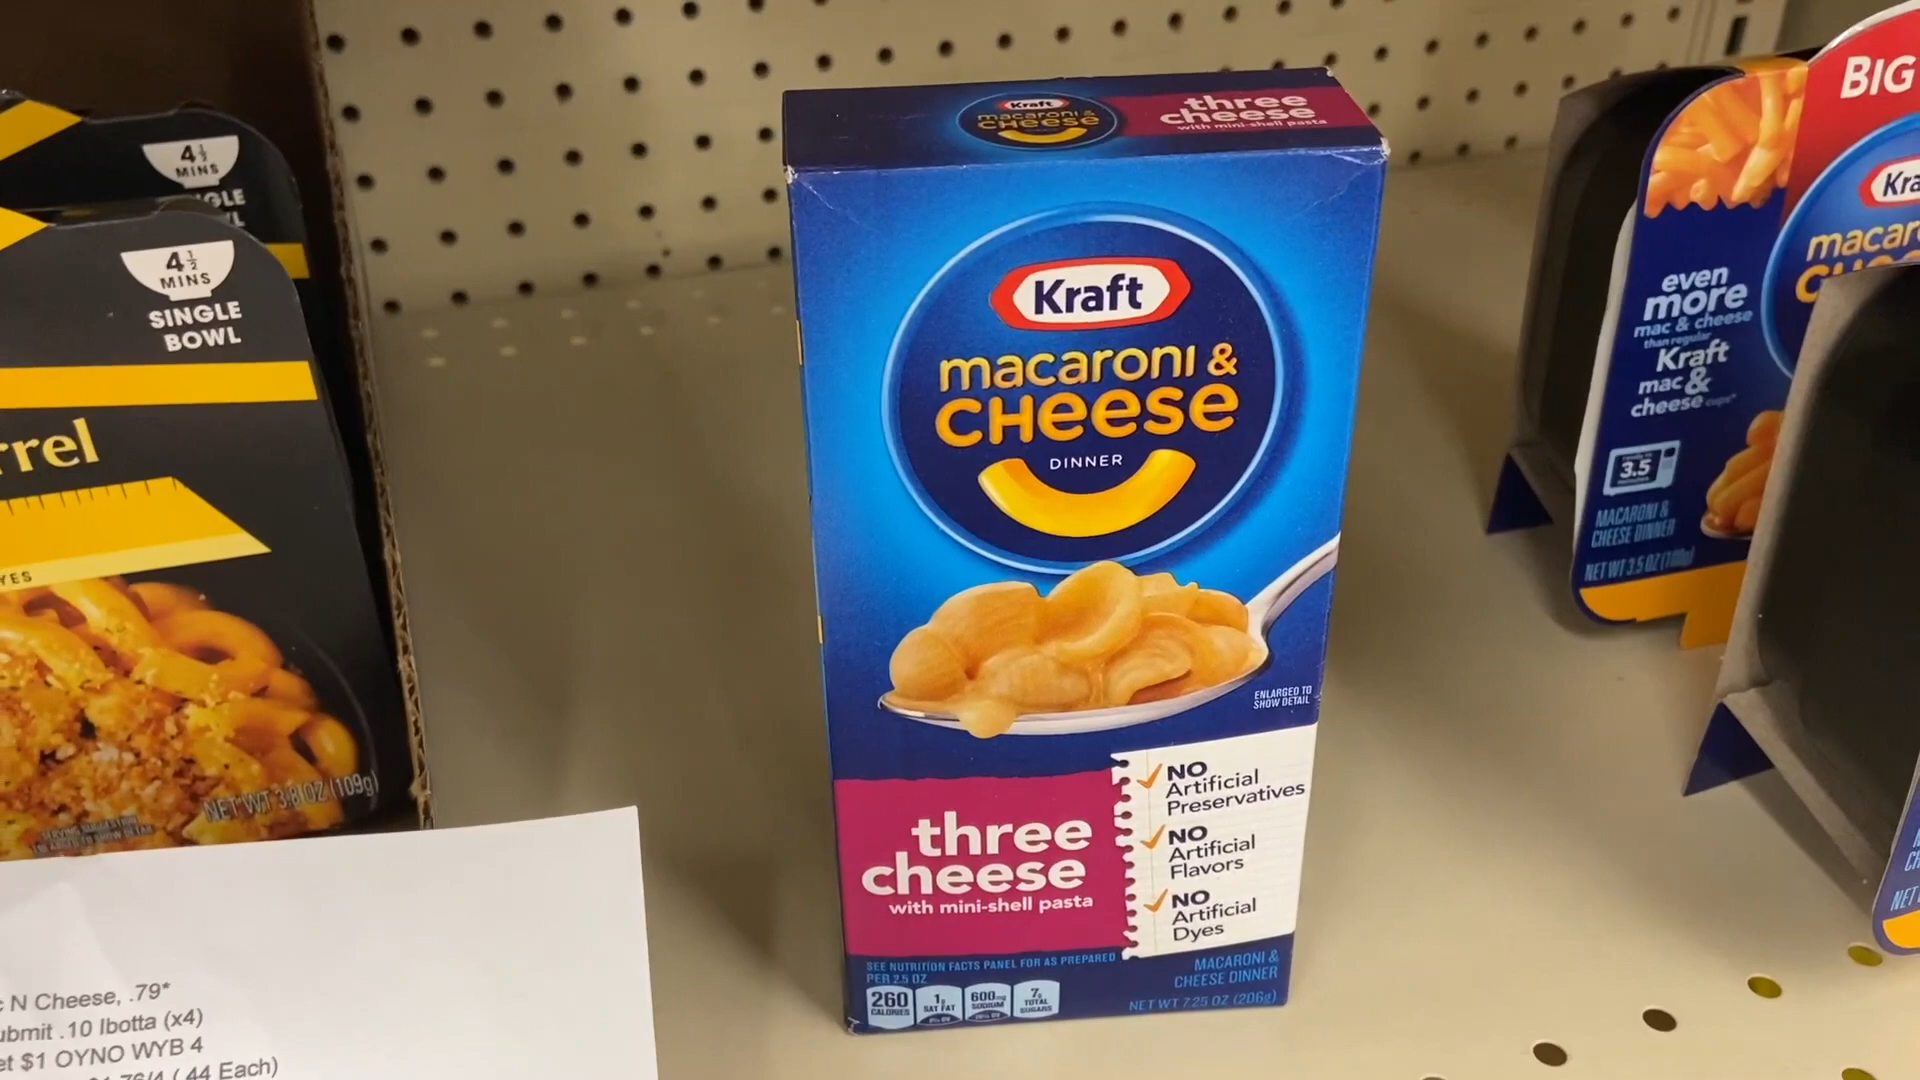 4½
MINS
4½
MINS
SINGLE
BOWL
rrel
YES
NET WT 3.8 OZ (109g)
N Cheese, .79*
ubmit .10 Ibotta (x4)
et $1 OYNO WYB 4
(.44 Each)
Kraft
macaroni &
CHeese
three
cheese
with mini-shell pasta
Kraft
macaroni &
CHeese
DINNER
ENLARGED TO
SHOW DETAIL
three
cheese
with mini-shell pasta
NO
Artificial
Preservatives
NO
Artificial
Flavors
NO
Artificial
Dyes
SEE NUTRITION FACTS PANEL FOR AS PREPARED
PER 2.5 OZ
260
CALORIES
1g
SAT FAT
600mg
SODIUM
7g
TOTAL
SUGARS
MACARONI &
CHEESE DINNER
NET WT 7.25 OZ (206g)
BIG
Kra
macar
even
more
mac & cheese
than regular
Kraft
mac &
cheese cups*
3.5
MACARONI &
CHEESE DINNER
NET WT 3.5 OZ (100g)
NET